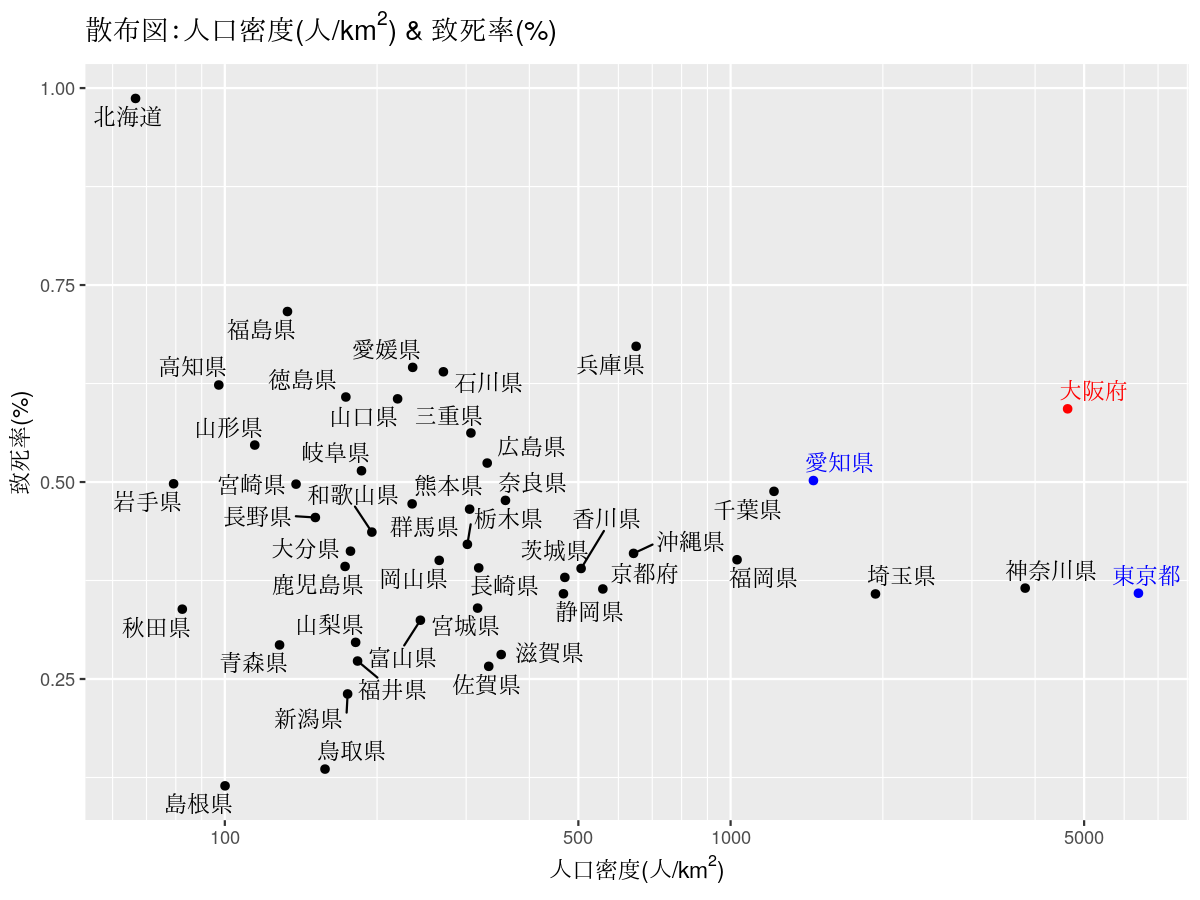 散布図:人口密度(人/km²) & 致死率(%)
1.00
北海道
0.75
福島県
愛媛県
兵庫県
高知県
徳島県
石川県
大阪府
山口県
三重県
山形県
広島県
岐阜県
愛知県
致死率(%)
0.50
宮崎県
熊本県
奈良県
和歌山県
岩手県
千葉県
長野県
群馬県
栃木県
香川県
大分県
茨城県
沖縄県
鹿児島県
岡山県
長崎県
京都府
福岡県
埼玉県
神奈川県
東京都
静岡県
秋田県
山梨県
宮城県
青森県
富山県
滋賀県
0.25
福井県
佐賀県
新潟県
鳥取県
島根県
100
500
1000
5000
人口密度(人/km²)